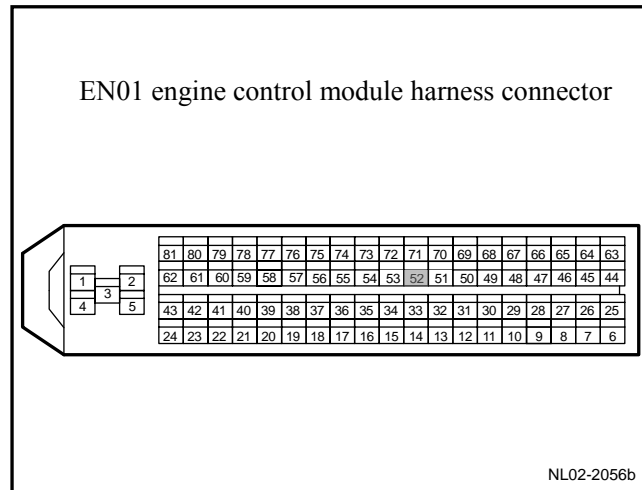 EN01 engine control module harness connector
81 80 79 78 77 76 75 74 73 72 71 70 69 68 67 66 65 64 63
1 2 62 61 60 59 58 57 56 55 54 53 52 51 50 49 48 47 46 45 44
3
4 5 43 42 41 40 39 38 37 36 35 34 33 32 31 30 29 28 27 26 25
24 23 22 21 20 19 18 17 16 15 14 13 12 11 10 9 8 7 6
NL02-2056b